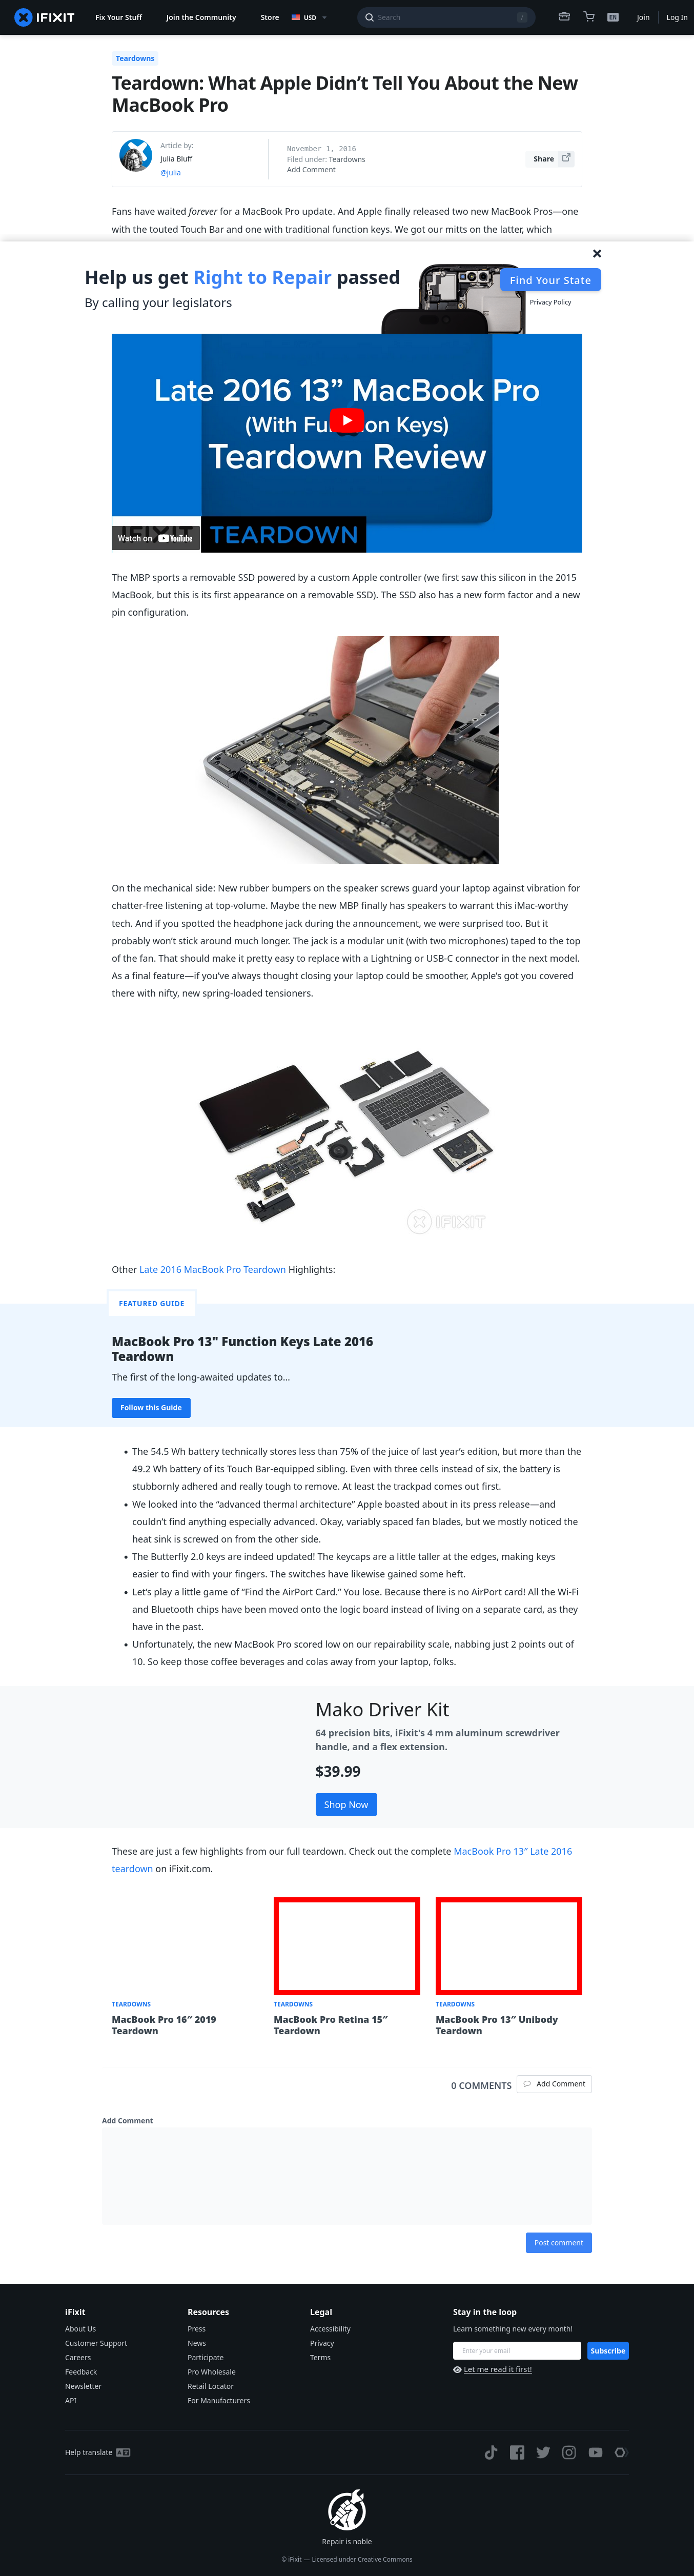 IFIXIT
Fix Your Stuff
Join the Community
Store
USD
Search
/
EN
Join
Log In
Teardowns
Teardown: What Apple Didn’t Tell You About the New
MacBook Pro
Article by:
Julia Bluff
@julia
November 1, 2016
Filed under: Teardowns
Add Comment
Share
Fans have waited forever for a MacBook Pro update. And Apple finally released two new MacBook Pros—one
with the touted Touch Bar and one with traditional function keys. We got our mitts on the latter, which
Help us get Right to Repair passed
By calling your legislators
Find Your State
Privacy Policy
Late 2016 13” MacBook Pro
(With Function Keys)
Teardown Review
IFIXIT TEARDOWN
Watch on YouTube
The MBP sports a removable SSD powered by a custom Apple controller (we first saw this silicon in the 2015
MacBook, but this is its first appearance on a removable SSD). The SSD also has a new form factor and a new
pin configuration.
On the mechanical side: New rubber bumpers on the speaker screws guard your laptop against vibration for
chatter-free listening at top-volume. Maybe the new MBP finally has speakers to warrant this iMac-worthy
tech. And if you spotted the headphone jack during the announcement, we were surprised too. But it
probably won’t stick around much longer. The jack is a modular unit (with two microphones) taped to the top
of the fan. That should make it pretty easy to replace with a Lightning or USB-C connector in the next model.
As a final feature—if you’ve always thought closing your laptop could be smoother, Apple’s got you covered
there with nifty, new spring-loaded tensioners.
IFIXIT
Other Late 2016 MacBook Pro Teardown Highlights:
FEATURED GUIDE
MacBook Pro 13" Function Keys Late 2016
Teardown
The first of the long-awaited updates to...
Follow this Guide
• The 54.5 Wh battery technically stores less than 75% of the juice of last year’s edition, but more than the
49.2 Wh battery of its Touch Bar-equipped sibling. Even with three cells instead of six, the battery is
stubbornly adhered and really tough to remove. At least the trackpad comes out first.
• We looked into the “advanced thermal architecture” Apple boasted about in its press release—and
couldn’t find anything especially advanced. Okay, variably spaced fan blades, but we mostly noticed the
heat sink is screwed on from the other side.
• The Butterfly 2.0 keys are indeed updated! The keycaps are a little taller at the edges, making keys
easier to find with your fingers. The switches have likewise gained some heft.
• Let’s play a little game of “Find the AirPort Card.” You lose. Because there is no AirPort card! All the Wi-Fi
and Bluetooth chips have been moved onto the logic board instead of living on a separate card, as they
have in the past.
• Unfortunately, the new MacBook Pro scored low on our repairability scale, nabbing just 2 points out of
10. So keep those coffee beverages and colas away from your laptop, folks.
Mako Driver Kit
64 precision bits, iFixit's 4 mm aluminum screwdriver
handle, and a flex extension.
$39.99
Shop Now
These are just a few highlights from our full teardown. Check out the complete MacBook Pro 13″ Late 2016
teardown on iFixit.com.
TEARDOWNS
MacBook Pro 16″ 2019
Teardown
TEARDOWNS
MacBook Pro Retina 15″
Teardown
TEARDOWNS
MacBook Pro 13″ Unibody
Teardown
0 COMMENTS
Add Comment
Add Comment
Post comment
iFixit
About Us
Customer Support
Careers
Feedback
Newsletter
API
Resources
Press
News
Participate
Pro Wholesale
Retail Locator
For Manufacturers
Legal
Accessibility
Privacy
Terms
Stay in the loop
Learn something new every month!
Enter your email
Subscribe
Let me read it first!
Help translate
Repair is noble
© iFixit — Licensed under Creative Commons